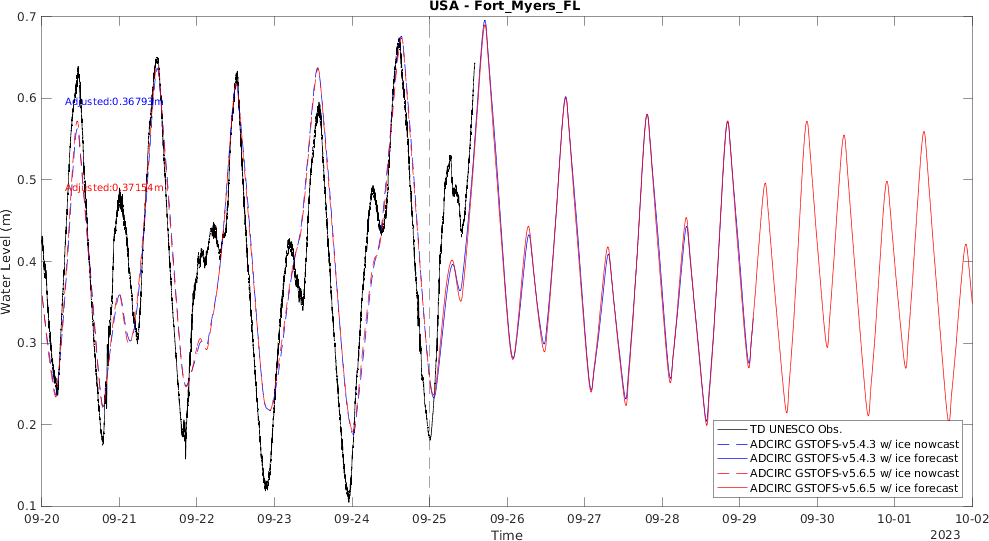 USA - Fort_Myers_FL
0.7
0.6
0.5
0.4
0.3
0.2
0.1
Water Level (m)
Adjusted:0.36793m
Adjusted:0.37154m
TD UNESCO Obs.
ADCIRC GSTOFS-v5.4.3 w/ ice nowcast
ADCIRC GSTOFS-v5.4.3 w/ ice forecast
ADCIRC GSTOFS-v5.6.5 w/ ice nowcast
ADCIRC GSTOFS-v5.6.5 w/ ice forecast
09-20 09-21 09-22 09-23 09-24 09-25 09-26 09-27 09-28 09-29 09-30 10-01 10-02
Time
2023